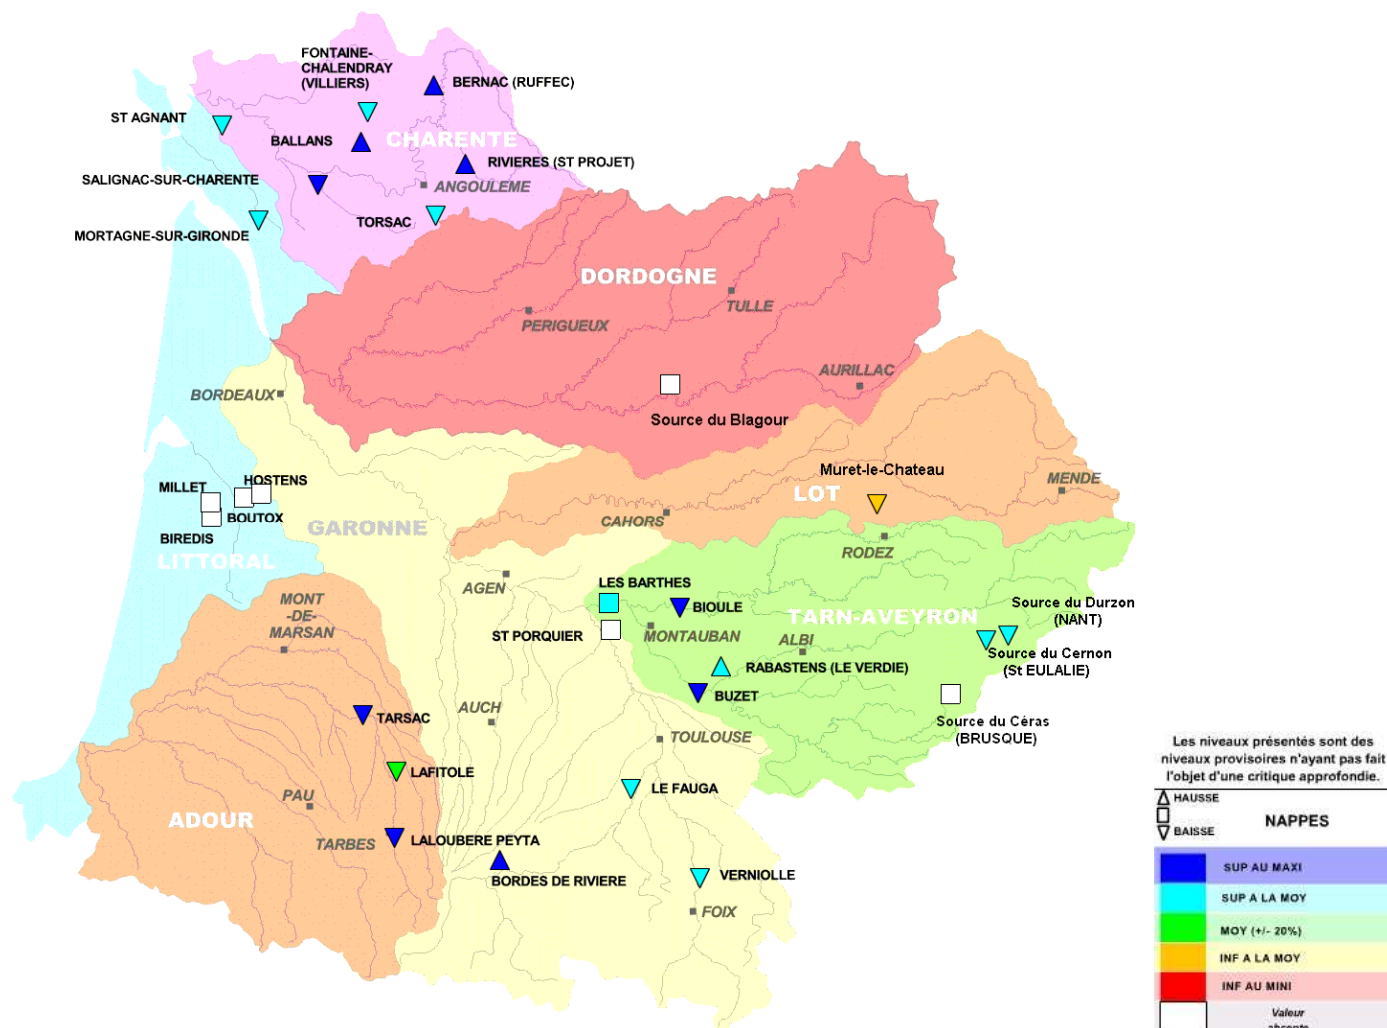 FONTAINE-
CHALENDRAY
(VILLIERS)
BERNAC (RUFFEC)
ST AGNANT
BALLANS
CHARENTE
RIVIERES (ST PROJET)
SALIGNAC-SUR-CHARENTE
ANGOULEME
TORSAC
MORTAGNE-SUR-GIRONDE
DORDOGNE
TULLE
PERIGUEUX
AURILLAC
BORDEAUX
Source du Blagour
Muret-le-Chateau
MENDE
LOT
HOSTENS
MILLET
BOUTOX
BIREDIS
LITTORAL
GARONNE
CAHORS
RODEZ
AGEN
LES BARTHES
BIOULE
TARN-AVEYRON
Source du Durzon
(NANT)
MONT
-DE-
MARSAN
ST PORQUIER
MONTAUBAN
ALBI
Source du Cernon
(St EULALIE)
RABASTENS (LE VERDIE)
BUZET
Source du Céras
(BRUSQUE)
TARSAC
AUCH
TOULOUSE
LAFITOLE
LE FAUGA
PAU
ADOUR
TARBES
LALOUBERE PEYTA
BORDES DE RIVIERE
VERNIOLLE
FOIX
Les niveaux présentés sont des
niveaux provisoires n'ayant pas fait
l'objet d'une critique approfondie.
HAUSSE
NAPPES
BAISSE
SUP AU MAXI
SUP A LA MOY
MOY (+/- 20%)
INF A LA MOY
INF AU MINI
Valeur
absente